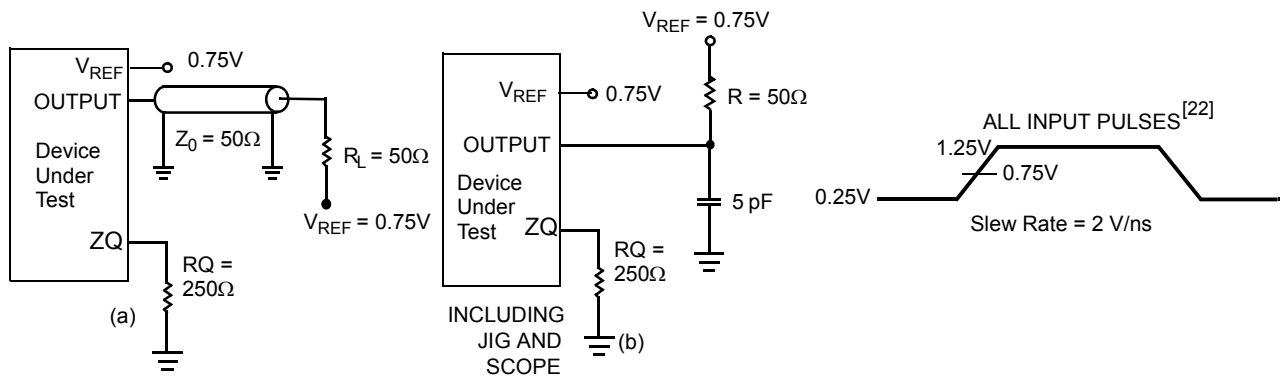 V_REF
0.75V
OUTPUT
Z0 = 50Ω
Device
Under
Test
RL = 50Ω
VREF = 0.75V
ZQ
RQ =
250Ω
(a)
VREF = 0.75V
R = 50Ω
VREF
0.75V
OUTPUT
Device
Under
Test
5 pF
ZQ
RQ =
250Ω
INCLUDING
JIG AND
SCOPE
(b)
ALL INPUT PULSES[22]
1.25V
0.75V
0.25V
Slew Rate = 2 V/ns